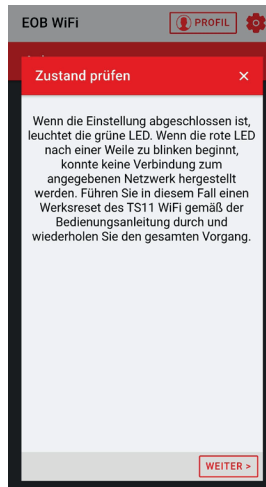 EOB WiFi
PROFIL
Zustand prüfen ×
Wenn die Einstellung abgeschlossen ist,
leuchtet die grüne LED. Wenn die rote LED
nach einer Weile zu blinken beginnt,
konnte keine Verbindung zum
angegebenen Netzwerk hergestellt
werden. Führen Sie in diesem Fall einen
Werksreset des TS11 WiFi gemäß der
Bedienungsanleitung durch und
wiederholen Sie den gesamten Vorgang.
WEITER >